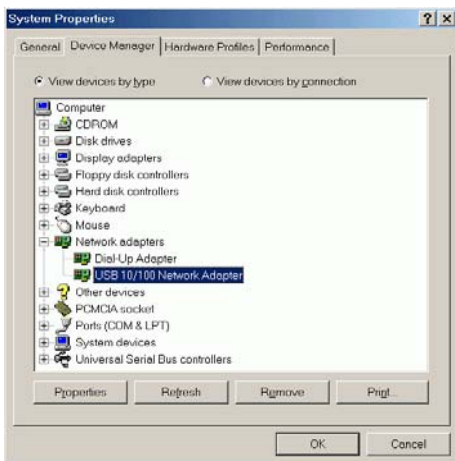 System Properties
General Device Manager Hardware Profiles Performance
View devices by type View devices by connection
Computer
CDROM
Disk drives
Display adapters
Floppy disk controllers
Hard disk controllers
Keyboard
Mouse
Network adapters
Dial-Up Adapter
USB 10/100 Network Adapter
Other devices
PCMCIA socket
Ports (COM & LPT)
System devices
Universal Serial Bus controllers
Properties Refresh Remove Print...
OK Cancel